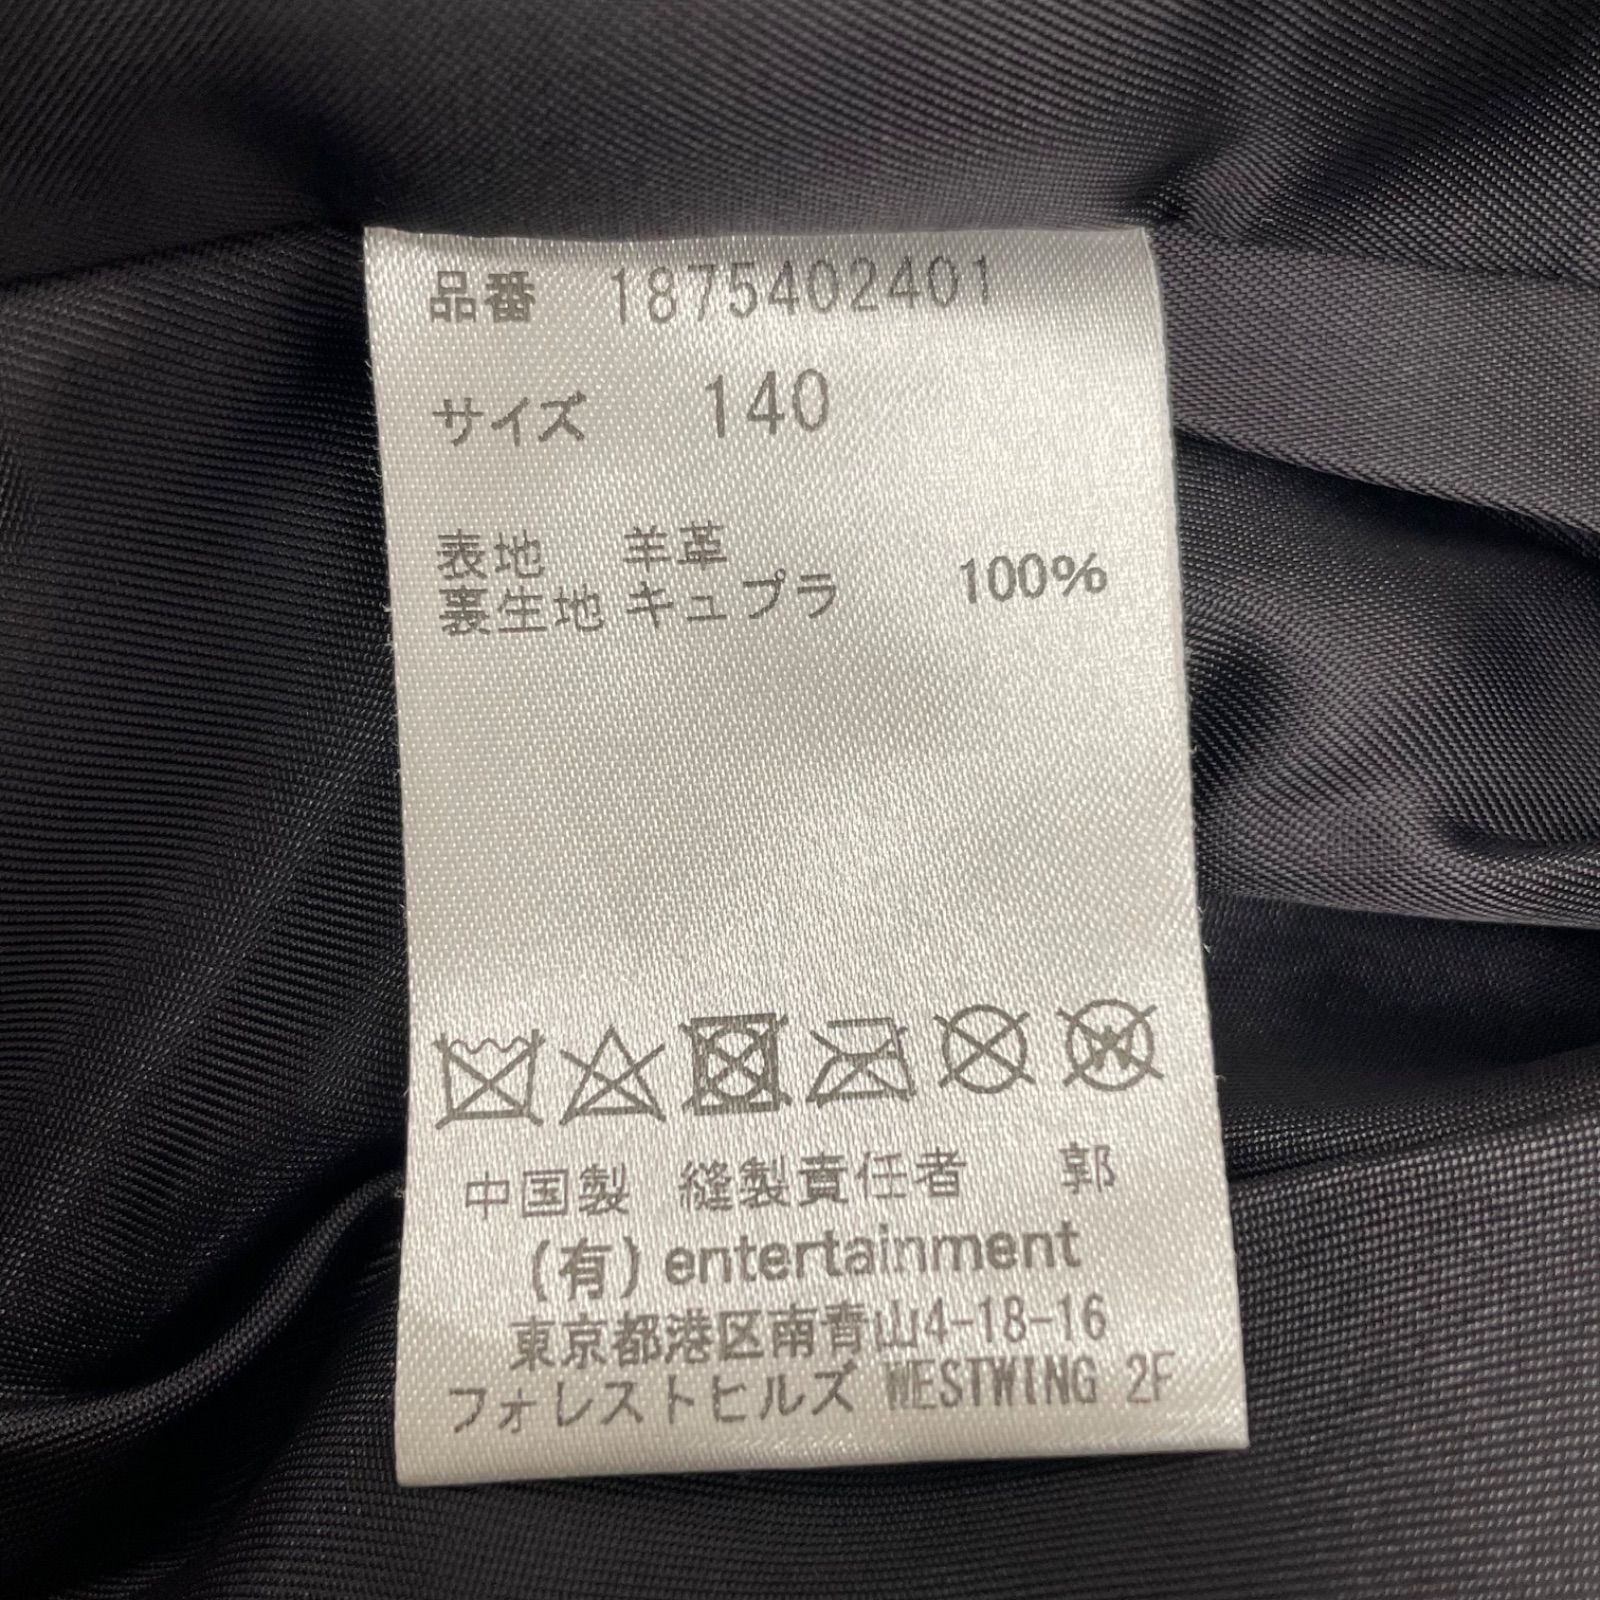 品番 1875402401
サイズ 140
表地 羊革
裏生地 キュプラ 100%
中国製 縫製責任者 郭
(有) entertainment
東京都港区南青山4-18-16
フォレストヒルズ WESTWING 2F